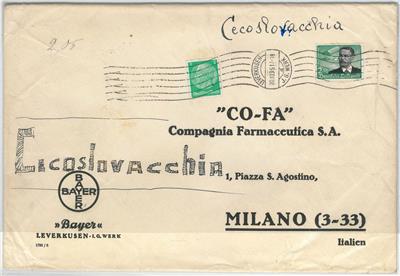 Cecoslovacchia
2,05
"CO-FA"
Compagnia Farmaceutica S.A.
Cecoslovacchia
1, Piazza S. Agostino,
BAYER
BAYER
MILANO (3-33)
»Bayer«
LEVERKUSEN-I.G. WERK
Italien